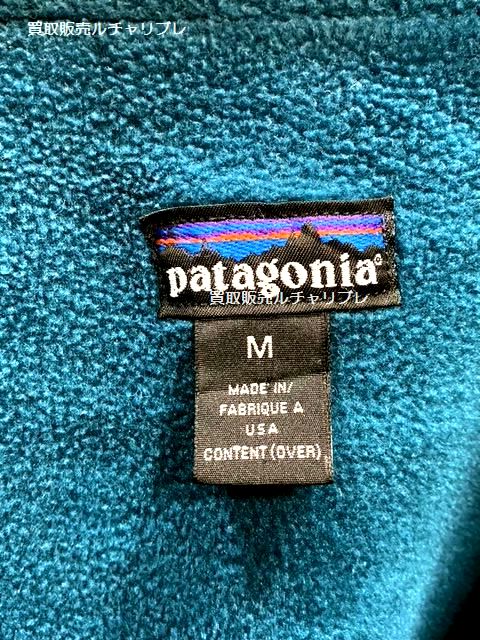 買取販売ルチャリブレ
patagonia®
買取販売ルチャリブレ
M
MADE IN/
FABRIQUE A
USA
CONTENT (OVER)